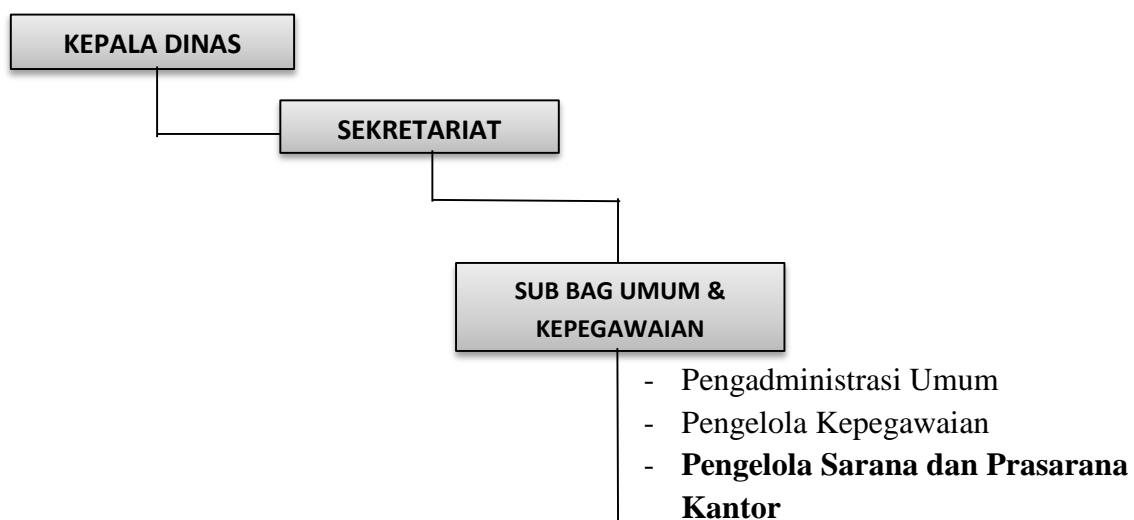 KEPALA DINAS
SEKRETARIAT
SUB BAG UMUM &
KEPEGAWAIAN
- Pengadministrasi Umum
- Pengelola Kepegawaian
- Pengelola Sarana dan Prasarana
Kantor